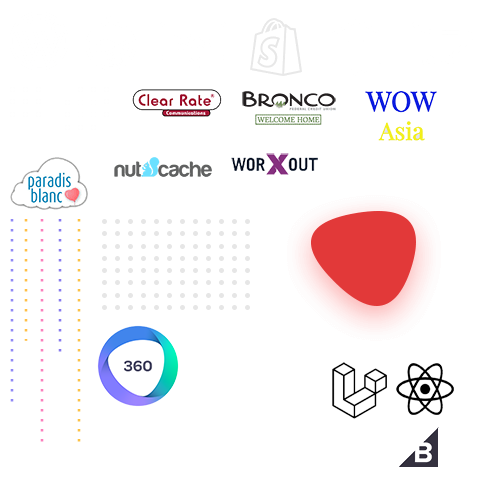 S
Clear Rate®
Communications
BRONCO
FEDERAL CREDIT UNION
WELCOME HOME
WOW
Asia
nutcache
WORXOUT
paradis
blanc
360
B